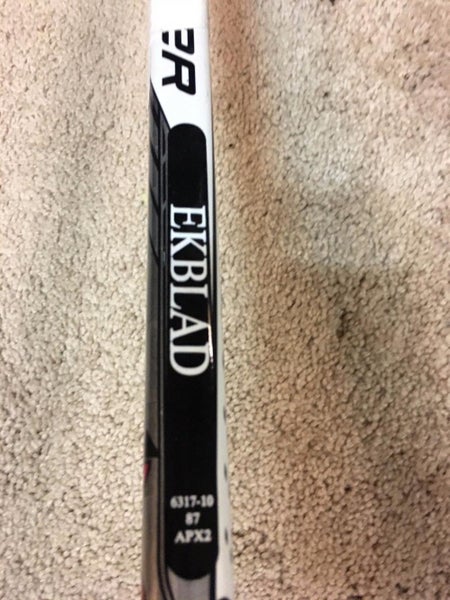 ER
EKBLAD
6317-10
87
APX2